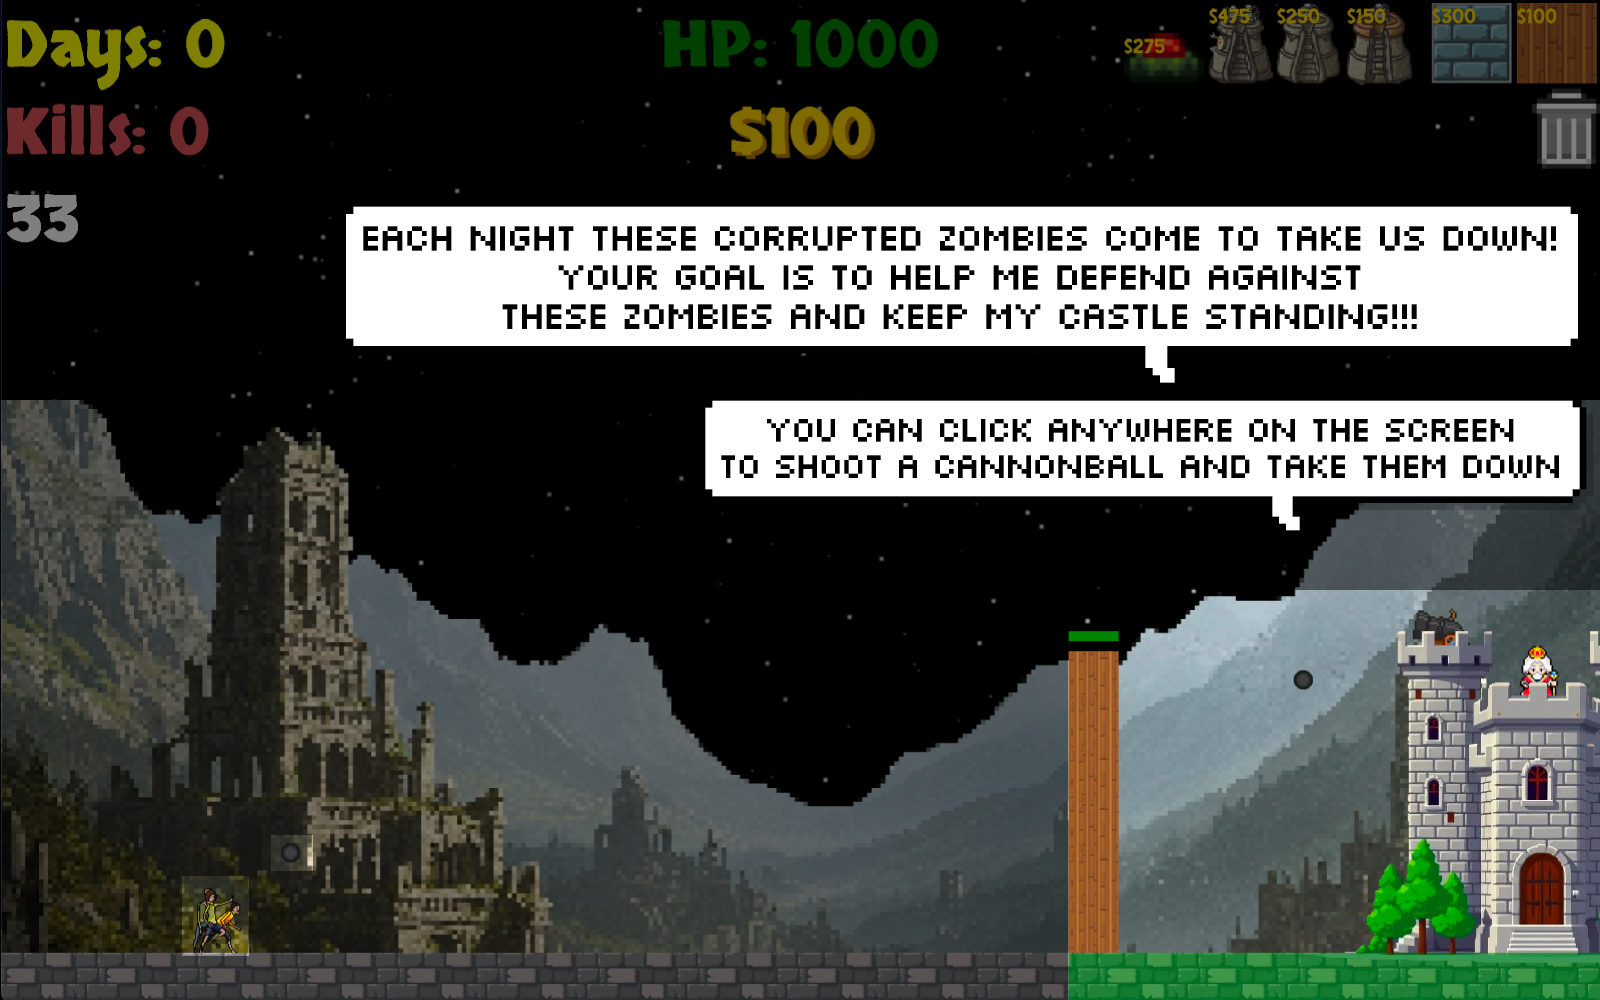 Days: 0
HP: 1000
$275
$475
$250
$150
$300
$100
Kills: 0
$100
33
EACH NIGHT THESE CORRUPTED ZOMBIES COME TO TAKE US DOWN!
YOUR GOAL IS TO HELP ME DEFEND AGAINST
THESE ZOMBIES AND KEEP MY CASTLE STANDING!!!
YOU CAN CLICK ANYWHERE ON THE SCREEN
TO SHOOT A CANNONBALL AND TAKE THEM DOWN